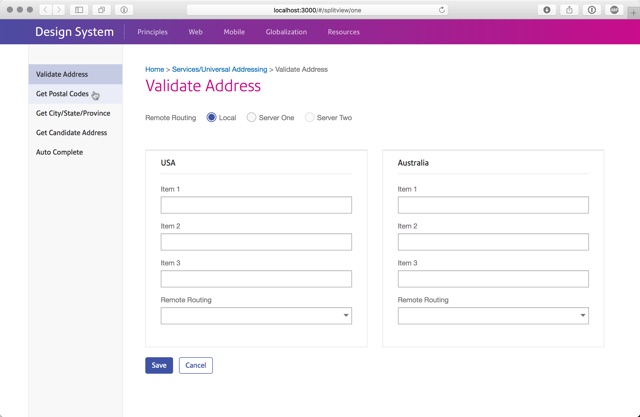 localhost:3000/#/splitview/one
Design System
Principles
Web
Mobile
Globalization
Resources
Validate Address
Get Postal Codes
Get City/State/Province
Get Candidate Address
Auto Complete
Home > Services/Universal Addressing > Validate Address
Validate Address
Remote Routing
Local
Server One
Server Two
USA
Item 1
Item 2
Item 3
Remote Routing
Australia
Item 1
Item 2
Item 3
Remote Routing
Save
Cancel